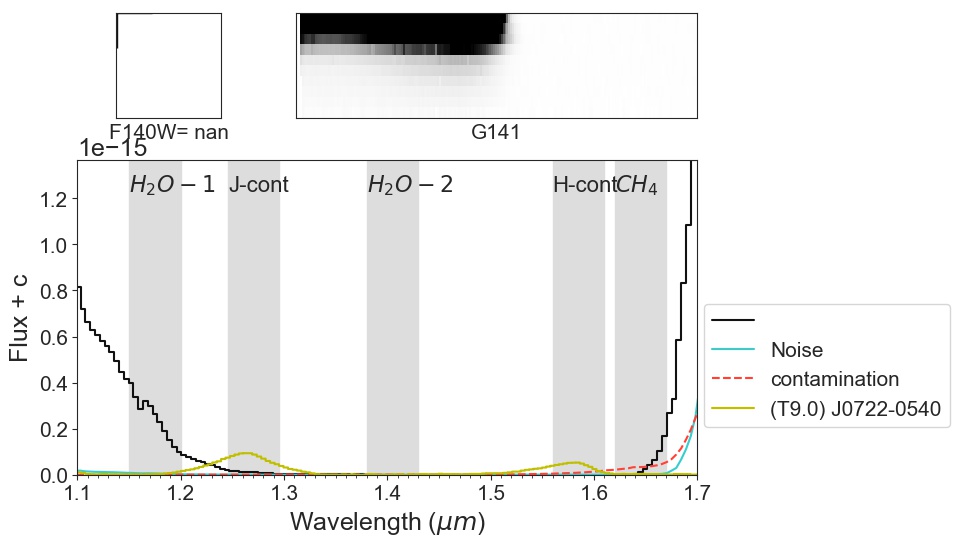 F140W= nan
G141
1e−15
H₂O − 1 J-cont H₂O − 2 H-cont CH₄
1.2
1.0
0.8
0.6
0.4
0.2
0.0
Flux + c
Noise
contamination
(T9.0) J0722-0540
1.1 1.2 1.3 1.4 1.5 1.6 1.7
Wavelength (μm)